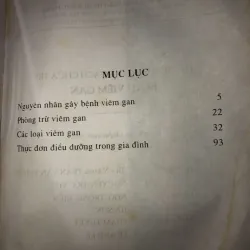 MỤC LỤC
Nguyên nhân gây bệnh viêm gan 5
Phòng trừ viêm gan 22
Các loại viêm gan 32
Thực đơn điều dưỡng trong gia đình 93